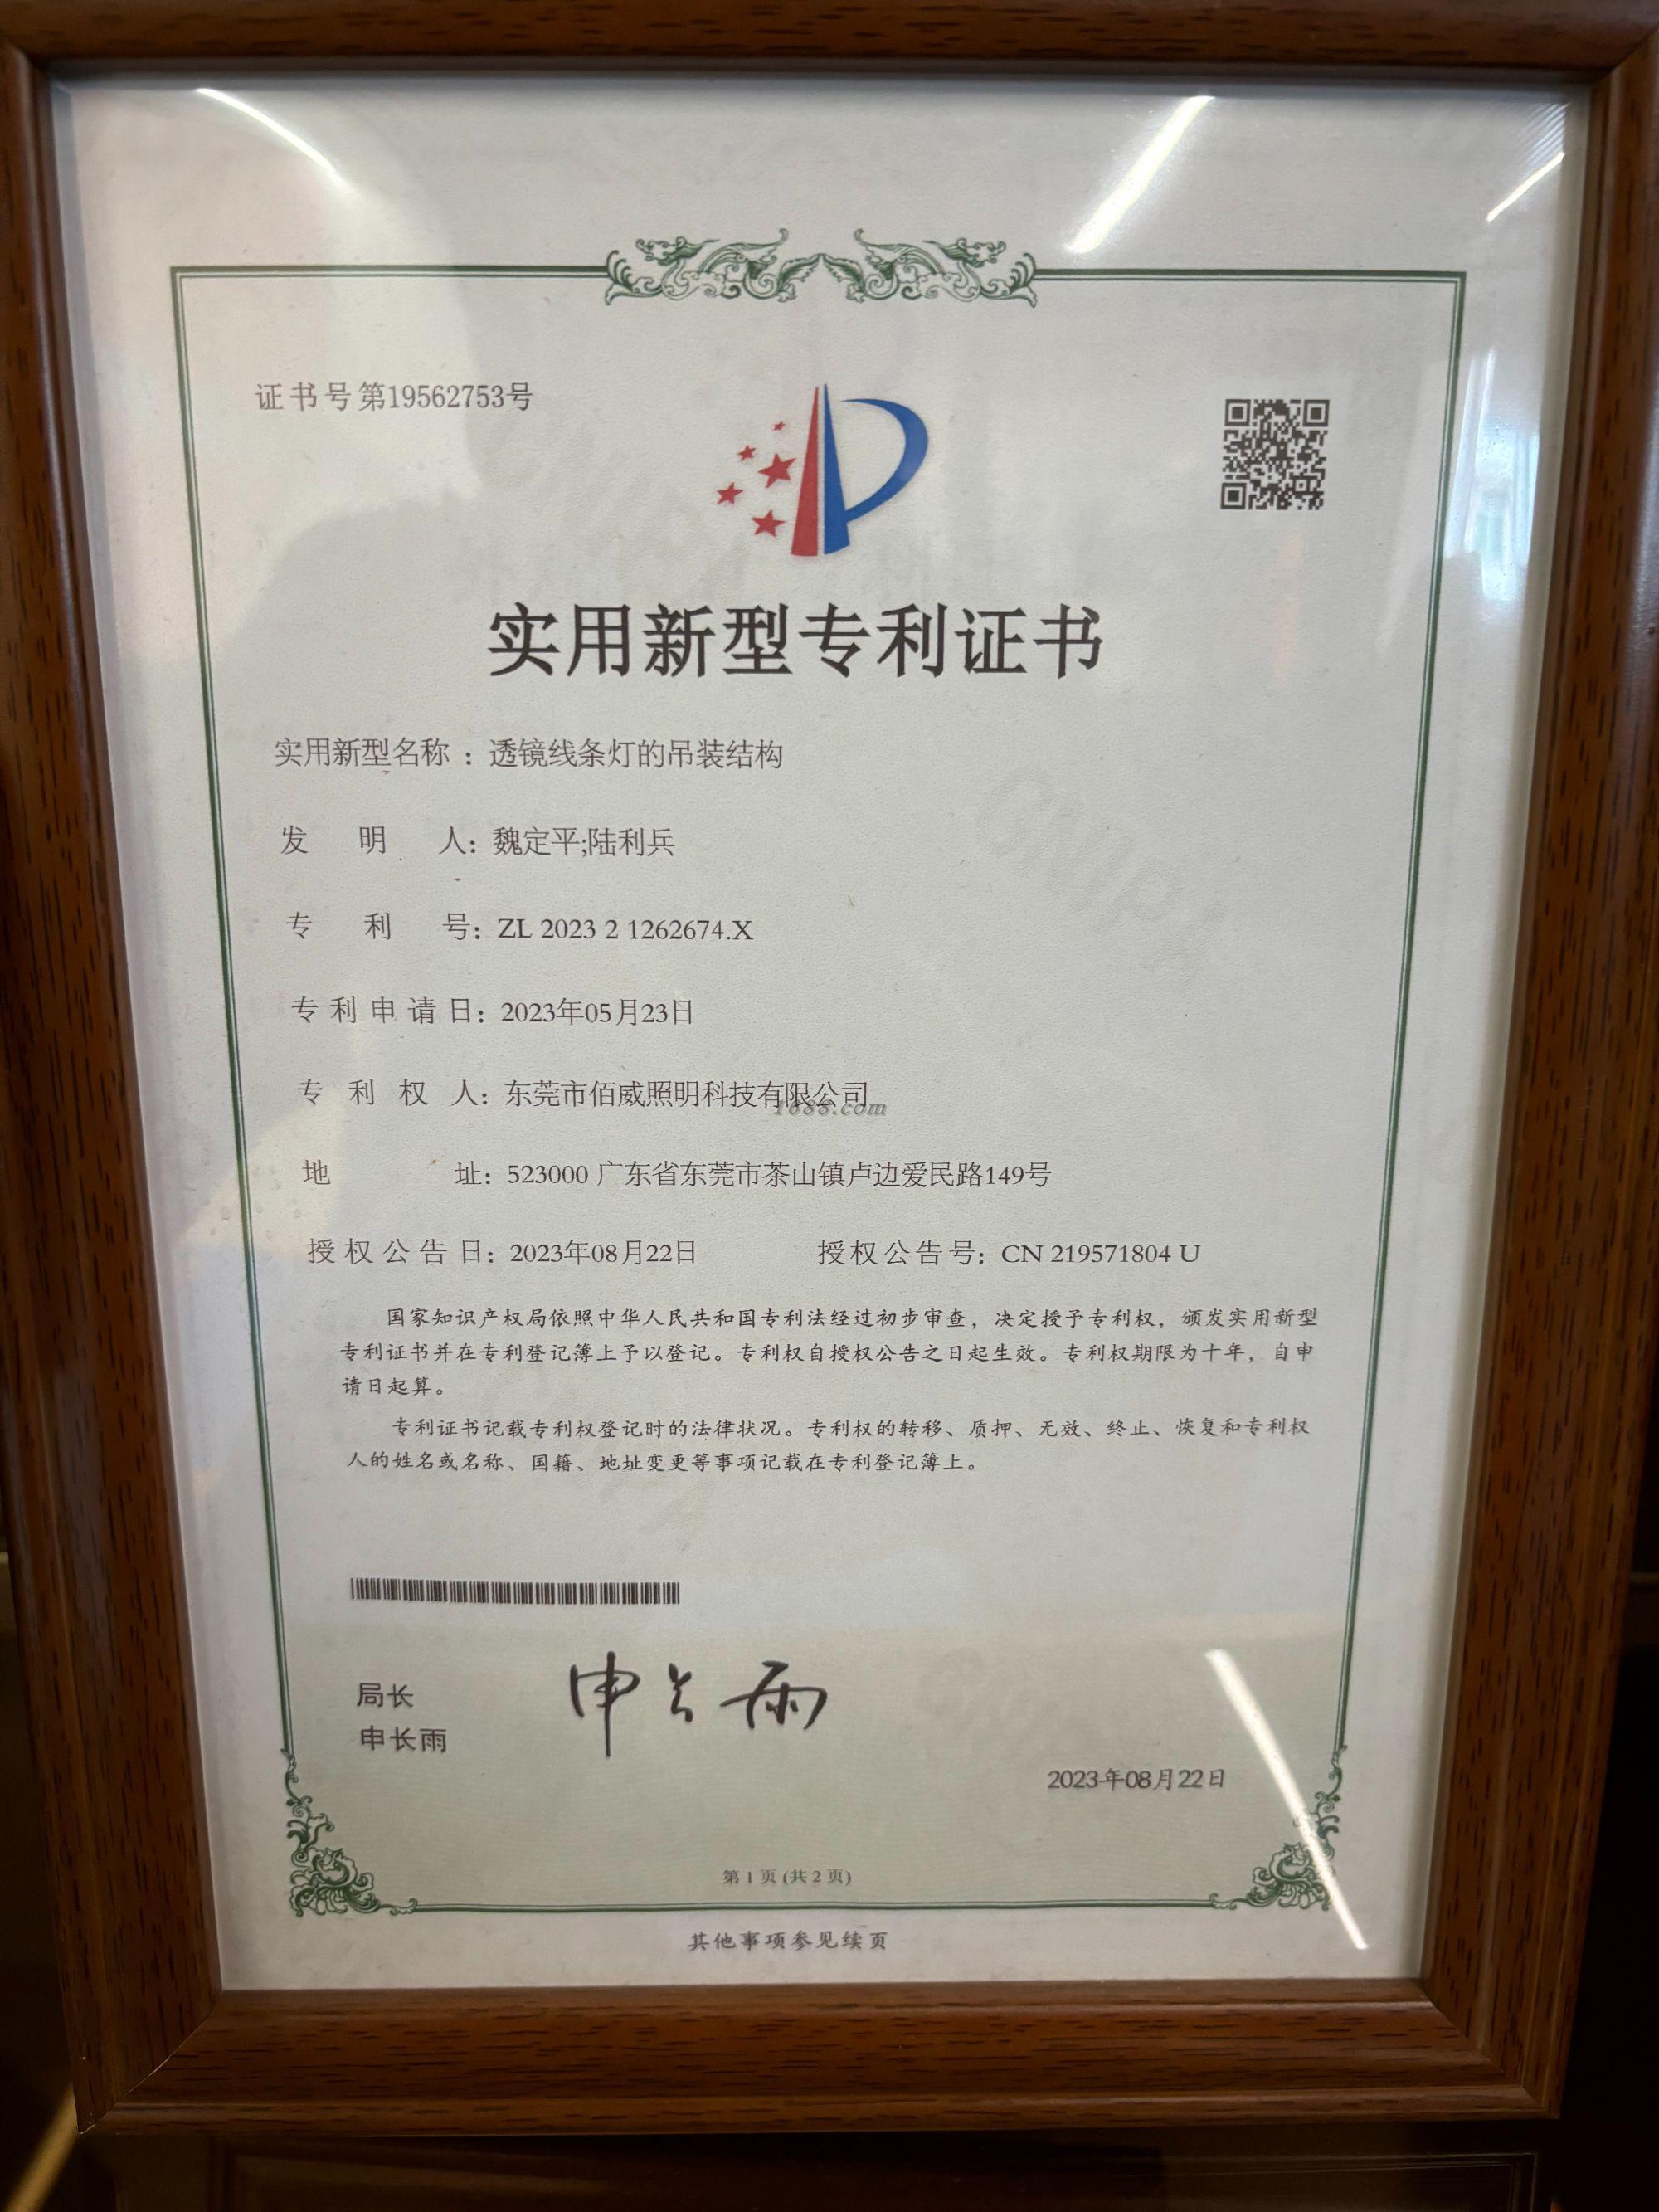 证书号第19562753号
实用新型专利证书
实用新型名称：透镜线条灯的吊装结构
发明人：魏定平;陆利兵
专利号：ZL 2023 2 1262674.X
专利申请日：2023年05月23日
专利权人：东莞市佰威照明科技有限公司
1688.com
地址：523000 广东省东莞市茶山镇卢边爱民路149号
授权公告日：2023年08月22日 授权公告号：CN 219571804 U
国家知识产权局依照中华人民共和国专利法经过初步审查，决定授予专利权，颁发实用新型
专利证书并在专利登记簿上予以登记。专利权自授权公告之日起生效。专利权期限为十年，自申
请日起算。
专利证书记载专利权登记时的法律状况。专利权的转移、质押、无效、终止、恢复和专利权
人的姓名或名称、国籍、地址变更等事项记载在专利登记簿上。
局长
申长雨
申长雨
2023年08月22日
第 1 页 (共 2 页)
其他事项参见续页